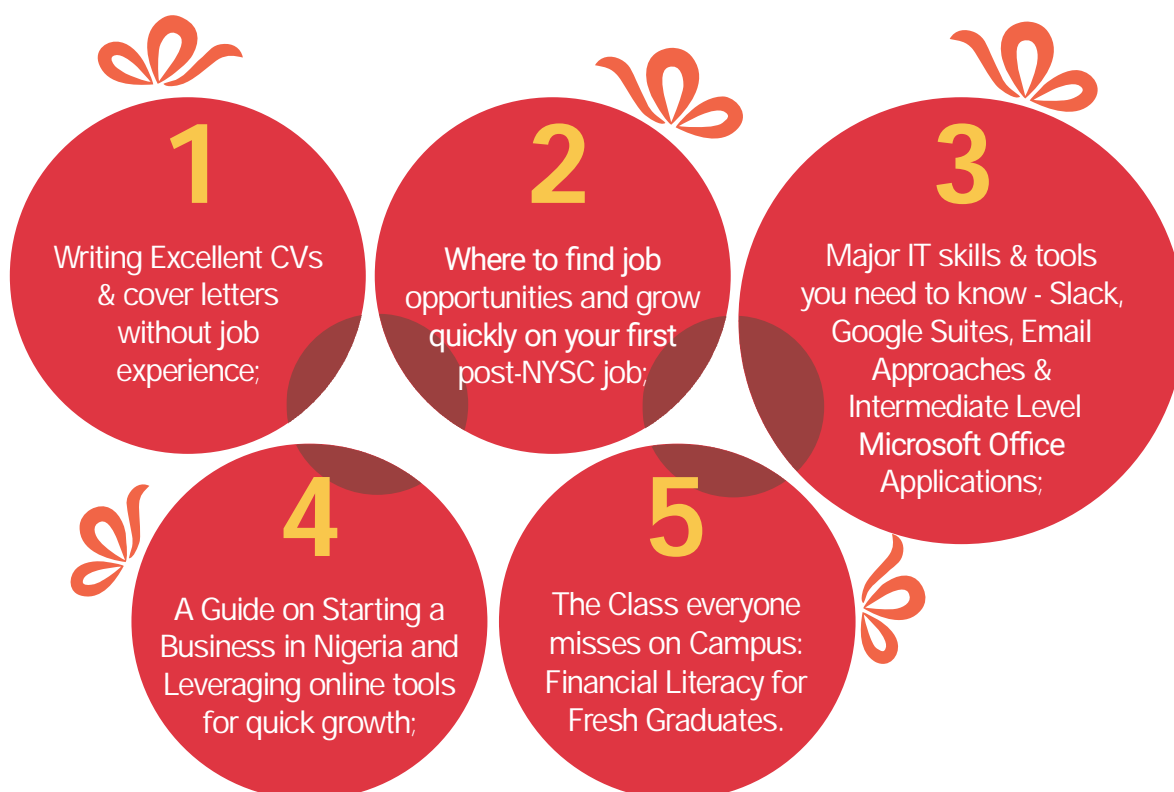 1
Writing Excellent CVs
& cover letters
without job
experience;
2
Where to find job
opportunities and grow
quickly on your first
post-NYSC job;
3
Major IT skills & tools
you need to know - Slack,
Google Suites, Email
Approaches &
Intermediate Level
Microsoft Office
Applications;
4
A Guide on Starting a
Business in Nigeria and
Leveraging online tools
for quick growth;
5
The Class everyone
misses on Campus:
Financial Literacy for
Fresh Graduates.